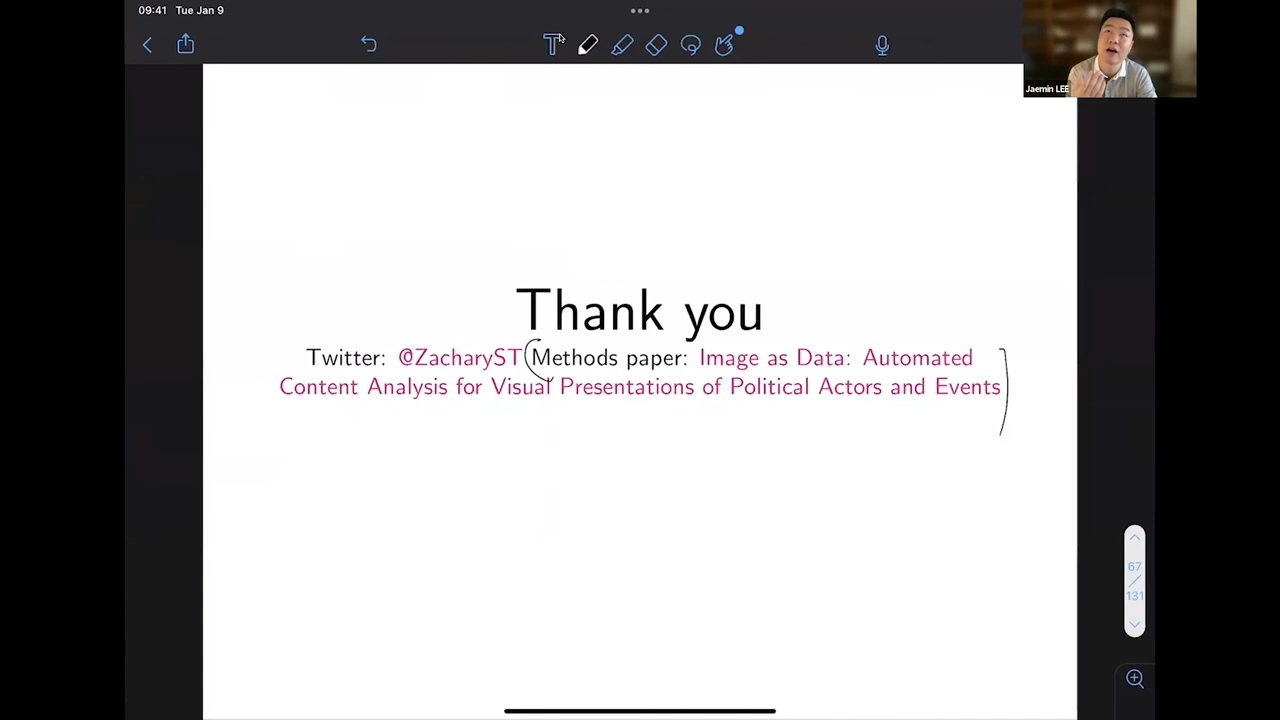 09:41 Tue Jan 9
Jaemin LEE
Thank you
Twitter: @ZacharyST Methods paper: Image as Data: Automated
Content Analysis for Visual Presentations of Political Actors and Events
67
131